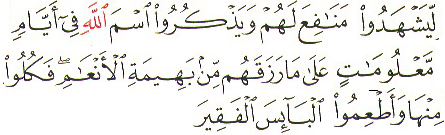 لِّيَشْهَدُوا۟ مَنَـٰفِعَ لَهُمْ وَيَذْكُرُوا۟ ٱسْمَ ٱللَّهِ فِىٓ أَيَّامٍ
مَّعْلُومَـٰتٍ عَلَىٰ مَا رَزَقَهُم مِّنۢ بَهِيمَةِ ٱلْأَنْعَـٰمِ ۖ فَكُلُوا۟
مِنْهَا وَأَطْعِمُوا۟ ٱلْبَآئِسَ ٱلْفَقِيرَ